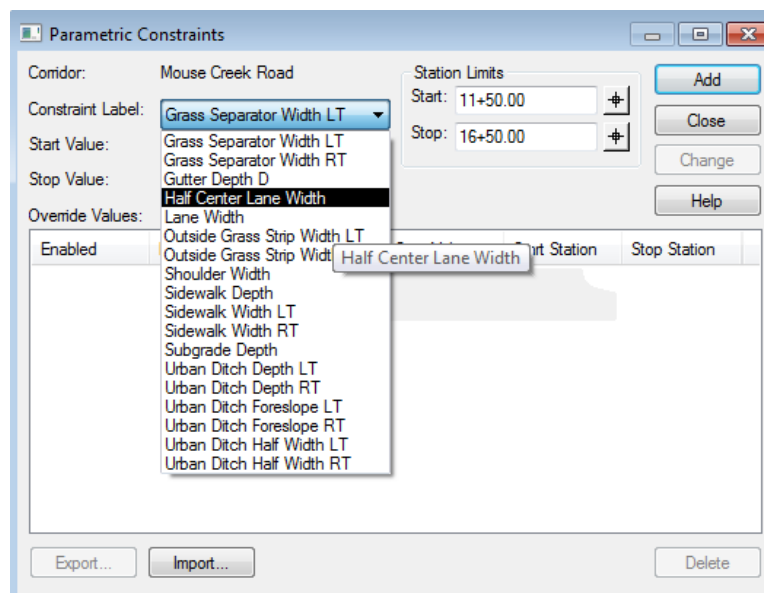 Parametric Constraints
Corridor: Mouse Creek Road
Constraint Label: Grass Separator Width LT
Start Value:
Stop Value:
Override Values:
Station Limits
Start: 11+50.00
Stop: 16+50.00
Add
Close
Change
Help
Grass Separator Width LT
Grass Separator Width RT
Gutter Depth D
Half Center Lane Width
Lane Width
Outside Grass Strip Width LT
Outside Grass Strip
Half Center Lane Width
Shoulder Width
Sidewalk Depth
Sidewalk Width LT
Sidewalk Width RT
Subgrade Depth
Urban Ditch Depth LT
Urban Ditch Depth RT
Urban Ditch Foreslope LT
Urban Ditch Foreslope RT
Urban Ditch Half Width LT
Urban Ditch Half Width RT
Enabled Station Stop Station
Export... Import... Delete